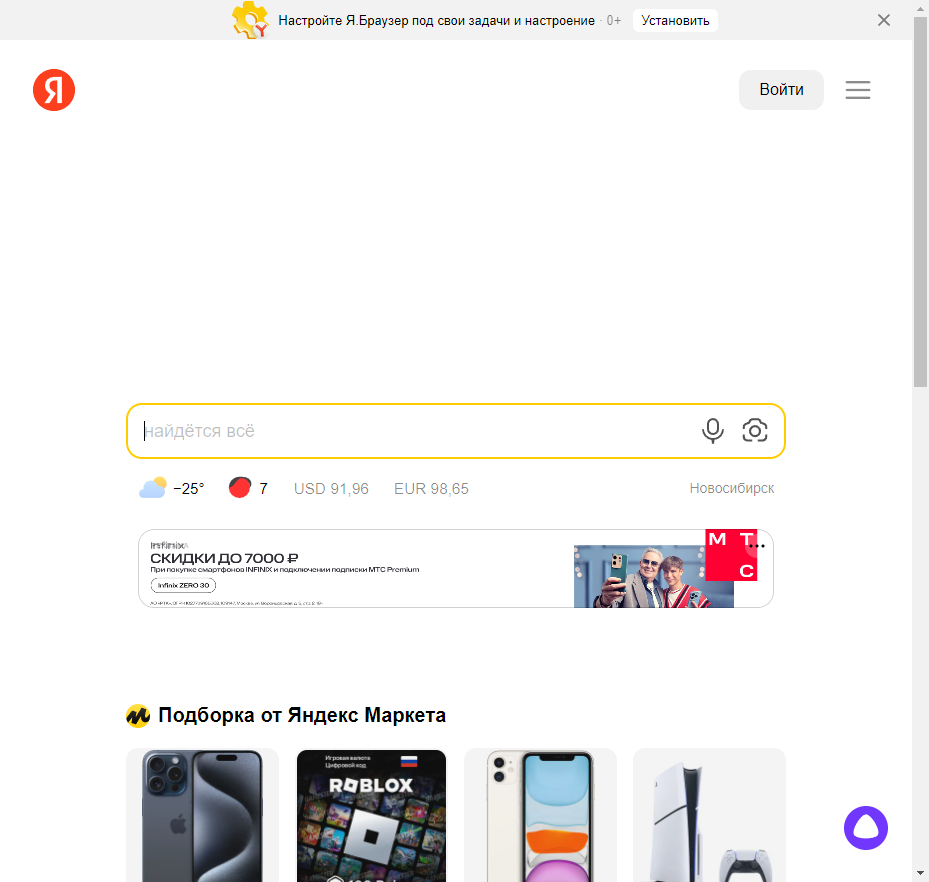 Настройте Я.Браузер под свои задачи и настроение · 0+
Установить
Я
Войти
найдётся всё
−25°
7
USD 91,96
EUR 98,65
Новосибирск
СКИДКИ ДО 7000 ₽
При покупке смартфонов INFINIX и подключении подписки МТС Premium
Infinix ZERO 30
М Т
С
Подборка от Яндекс Маркета
Игровая валюта
Цифровой код
ROBLOX